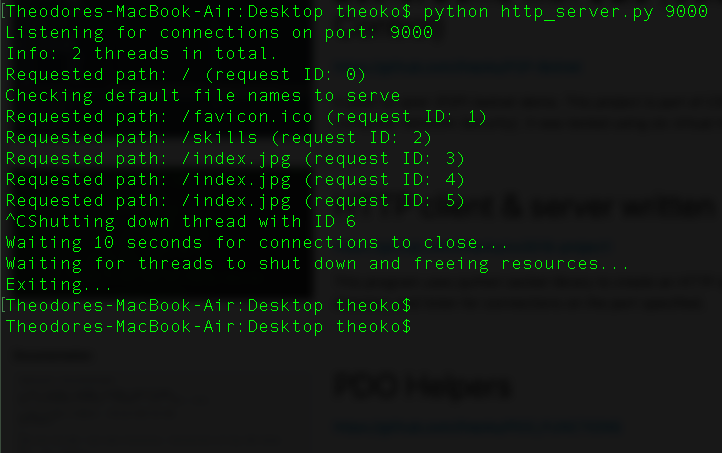 [Theodores-MacBook-Air:Desktop theoko$ python http_server.py 9000
Listening for connections on port: 9000
Info: 2 threads in total.
Requested path: / (request ID: 0)
Checking default file names to serve
Requested path: /favicon.ico (request ID: 1)
Requested path: /skills (request ID: 2)
Requested path: /index.jpg (request ID: 3)
Requested path: /index.jpg (request ID: 4)
Requested path: /index.jpg (request ID: 5)
^CShutting down thread with ID 6
Waiting 10 seconds for connections to close...
Waiting for threads to shut down and freeing resources...
Exiting...
[Theodores-MacBook-Air:Desktop theoko$
Theodores-MacBook-Air:Desktop theoko$
& server written
PDO Helpers